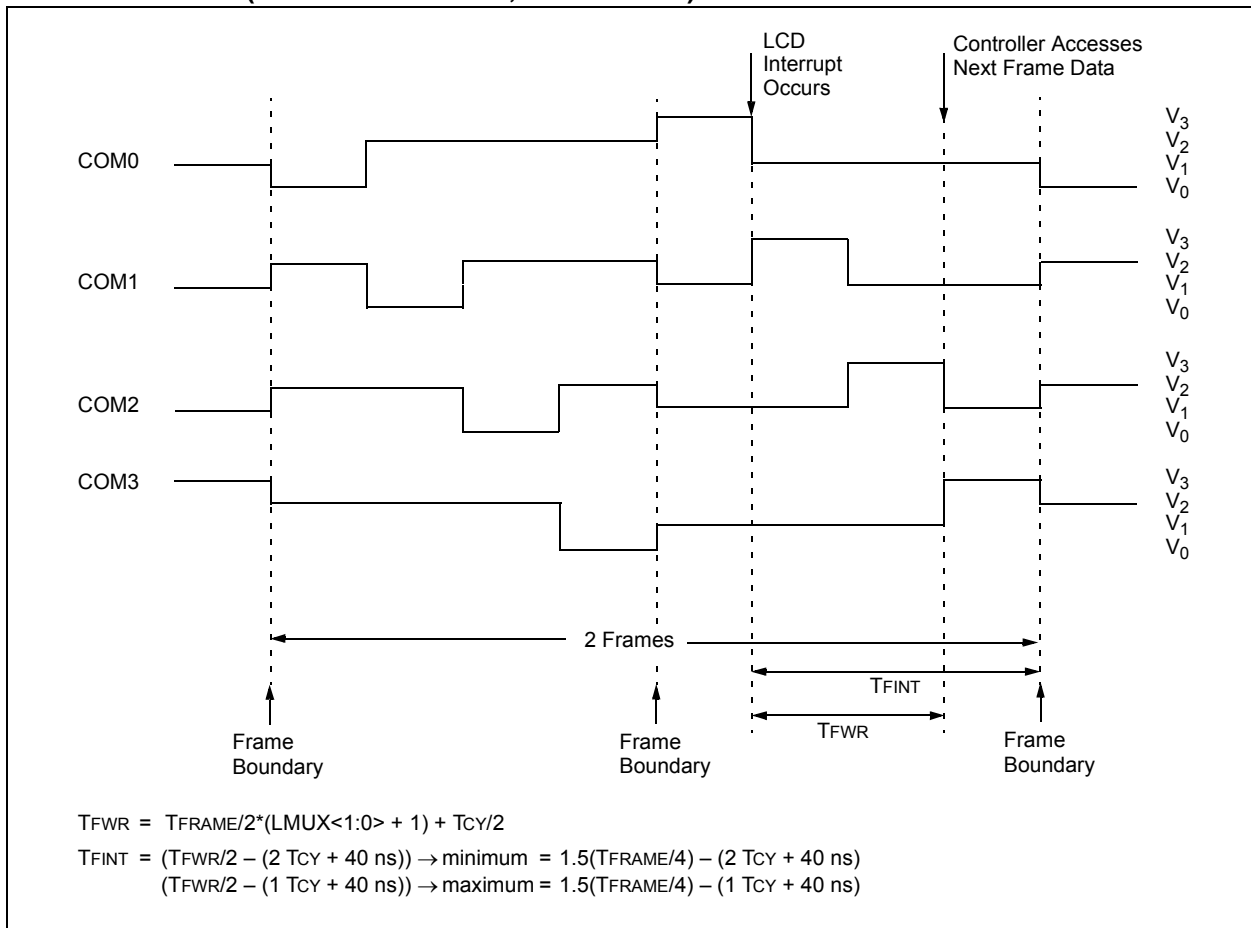 LCD
Interrupt
Occurs
Controller Accesses
Next Frame Data
COM0
V3
V2
V1
V0
COM1
V3
V2
V1
V0
COM2
V3
V2
V1
V0
COM3
V3
V2
V1
V0
2 Frames
TFINT
TFWR
Frame
Boundary
Frame
Boundary
Frame
Boundary
TFWR = TFRAME/2*(LMUX<1:0> + 1) + TCY/2
TFINT = (TFWR/2 – (2 TCY + 40 ns)) → minimum = 1.5(TFRAME/4) – (2 TCY + 40 ns)
(TFWR/2 – (1 TCY + 40 ns)) → maximum = 1.5(TFRAME/4) – (1 TCY + 40 ns)